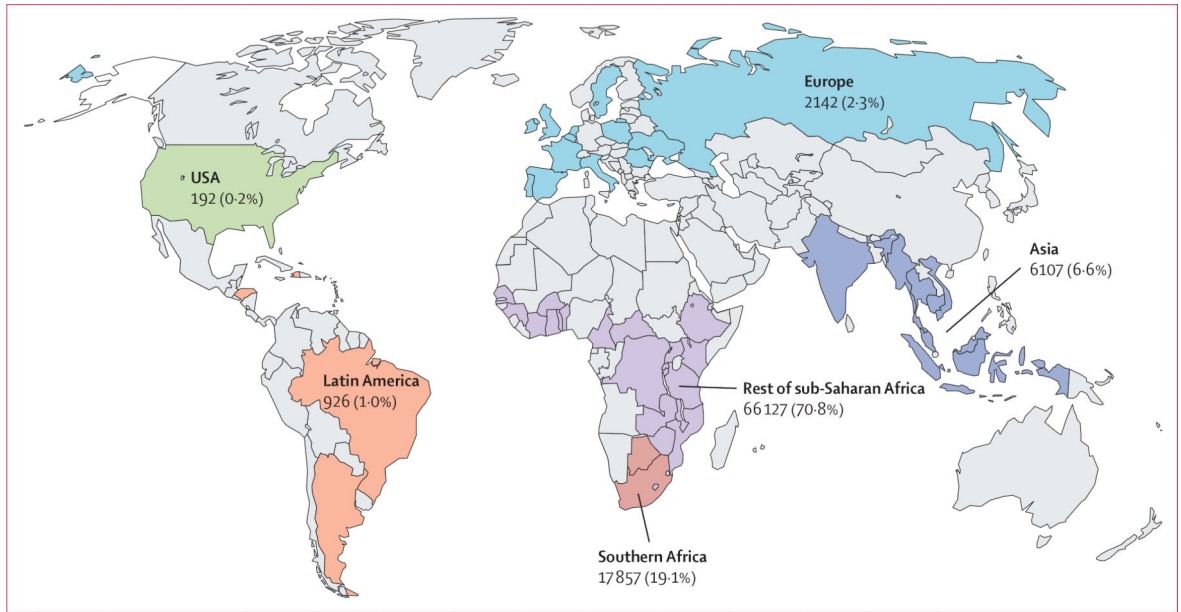 Europe
2142 (2·3%)
USA
192 (0·2%)
Asia
6107 (6·6%)
Latin America
926 (1·0%)
Rest of sub-Saharan Africa
66 127 (70·8%)
Southern Africa
17 857 (19·1%)